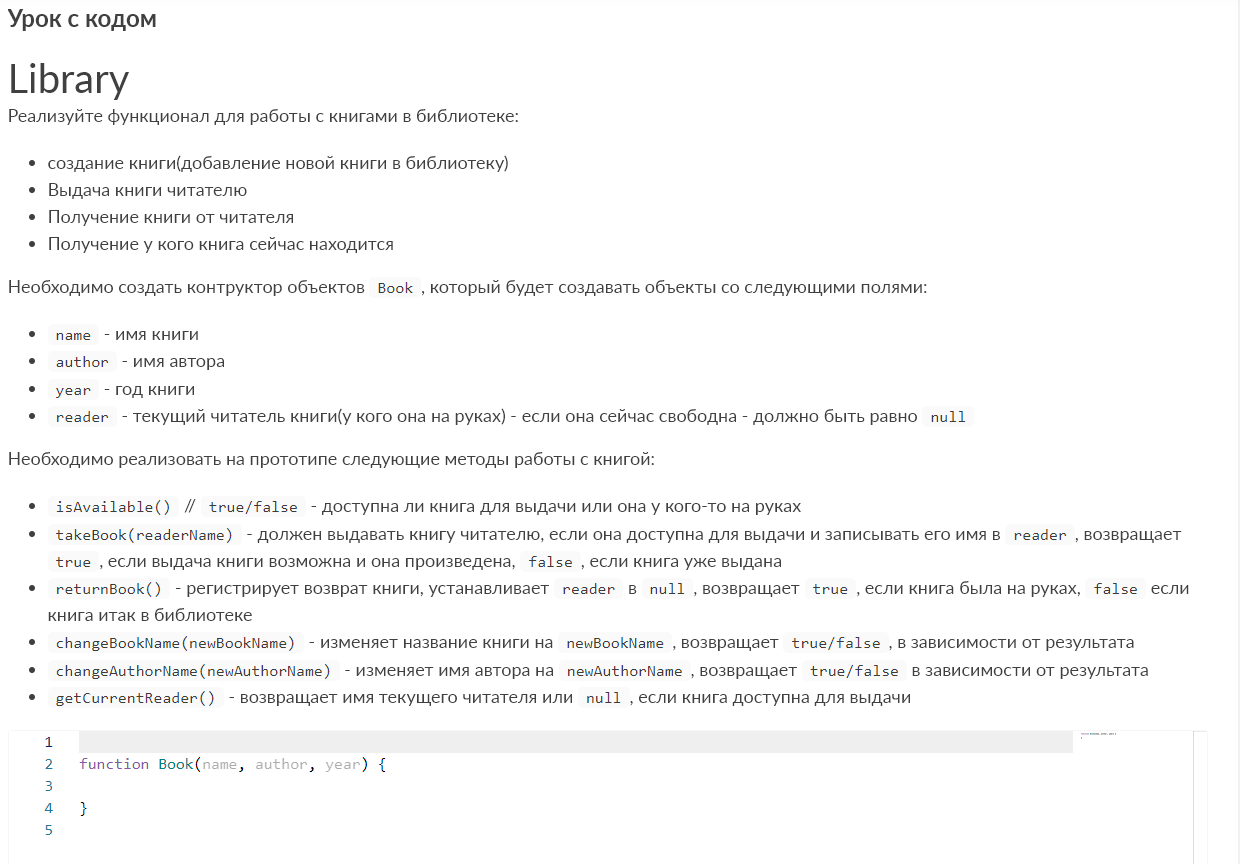 Урок с кодом
Library
Реализуйте функционал для работы с книгами в библиотеке:
создание книги(добавление новой книги в библиотеку)
Выдача книги читателю
Получение книги от читателя
Получение у кого книга сейчас находится
Необходимо создать контруктор объектов Book , который будет создавать объекты со следующими полями:
name - имя книги
author - имя автора
year - год книги
reader - текущий читатель книги(у кого она на руках) - если она сейчас свободна - должно быть равно null
Необходимо реализовать на прототипе следующие методы работы с книгой:
isAvailable() // true/false - доступна ли книга для выдачи или она у кого-то на руках
takeBook(readerName) - должен выдавать книгу читателю, если она доступна для выдачи и записывать его имя в reader , возвращает
true , если выдача книги возможна и она произведена, false , если книга уже выдана
returnBook() - регистрирует возврат книги, устанавливает reader в null , возвращает true , если книга была на руках, false если
книга итак в библиотеке
changeBookName(newBookName) - изменяет название книги на newBookName , возвращает true/false , в зависимости от результата
changeAuthorName(newAuthorName) - изменяет имя автора на newAuthorName , возвращает true/false в зависимости от результата
getCurrentReader() - возвращает имя текущего читателя или null , если книга доступна для выдачи
1
2 function Book(name, author, year) {
3
4 }
5